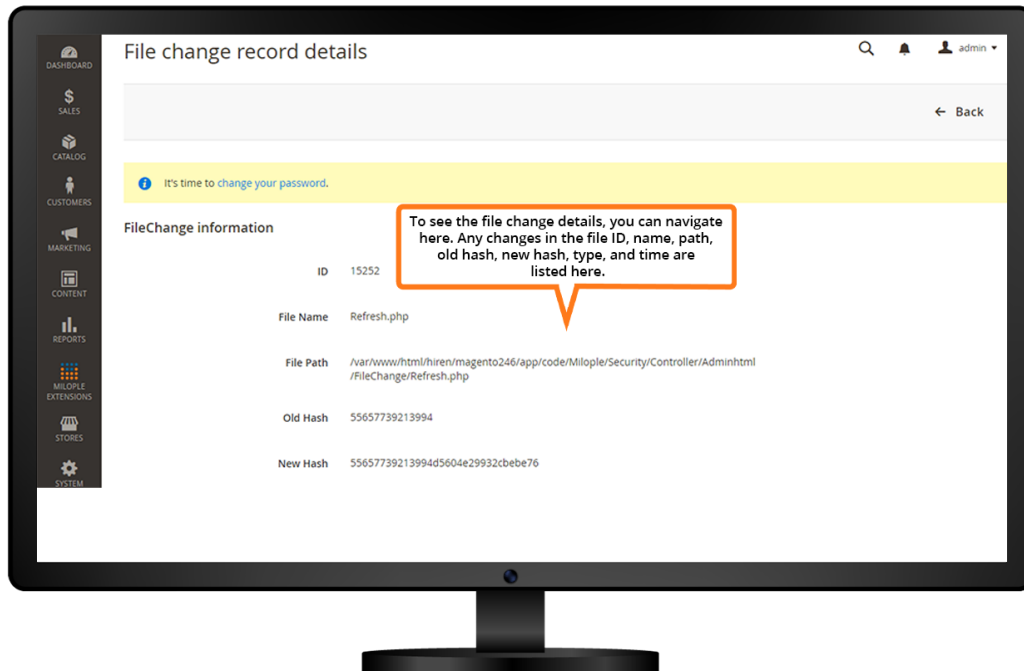 File change record details
admin
DASHBOARD
$
SALES
CATALOG
CUSTOMERS
MARKETING
CONTENT
REPORTS
MILOPLE
EXTENSIONS
STORES
SYSTEM
← Back
It's time to change your password.
FileChange information
To see the file change details, you can navigate
here. Any changes in the file ID, name, path,
old hash, new hash, type, and time are
listed here.
ID 15252
File Name Refresh.php
File Path /var/www/html/hiren/magento246/app/code/Milople/Security/Controller/Adminhtml
/FileChange/Refresh.php
Old Hash 55657739213994
New Hash 55657739213994d5604e29932cbebe76